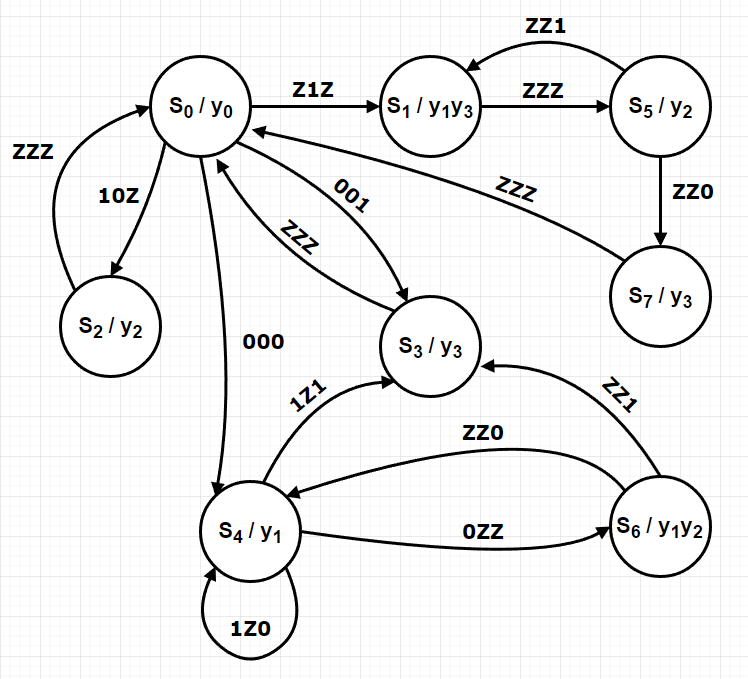 ZZ1
S₀ / y₀
Z1Z
S₁ / y₁y₃
ZZZ
S₅ / y₂
ZZZ
10Z
001
ZZZ
ZZ0
ZZZ
S₂ / y₂
S₇ / y₃
000
S₃ / y₃
1Z1
ZZ1
ZZ0
S₄ / y₁
0ZZ
S₆ / y₁y₂
1Z0